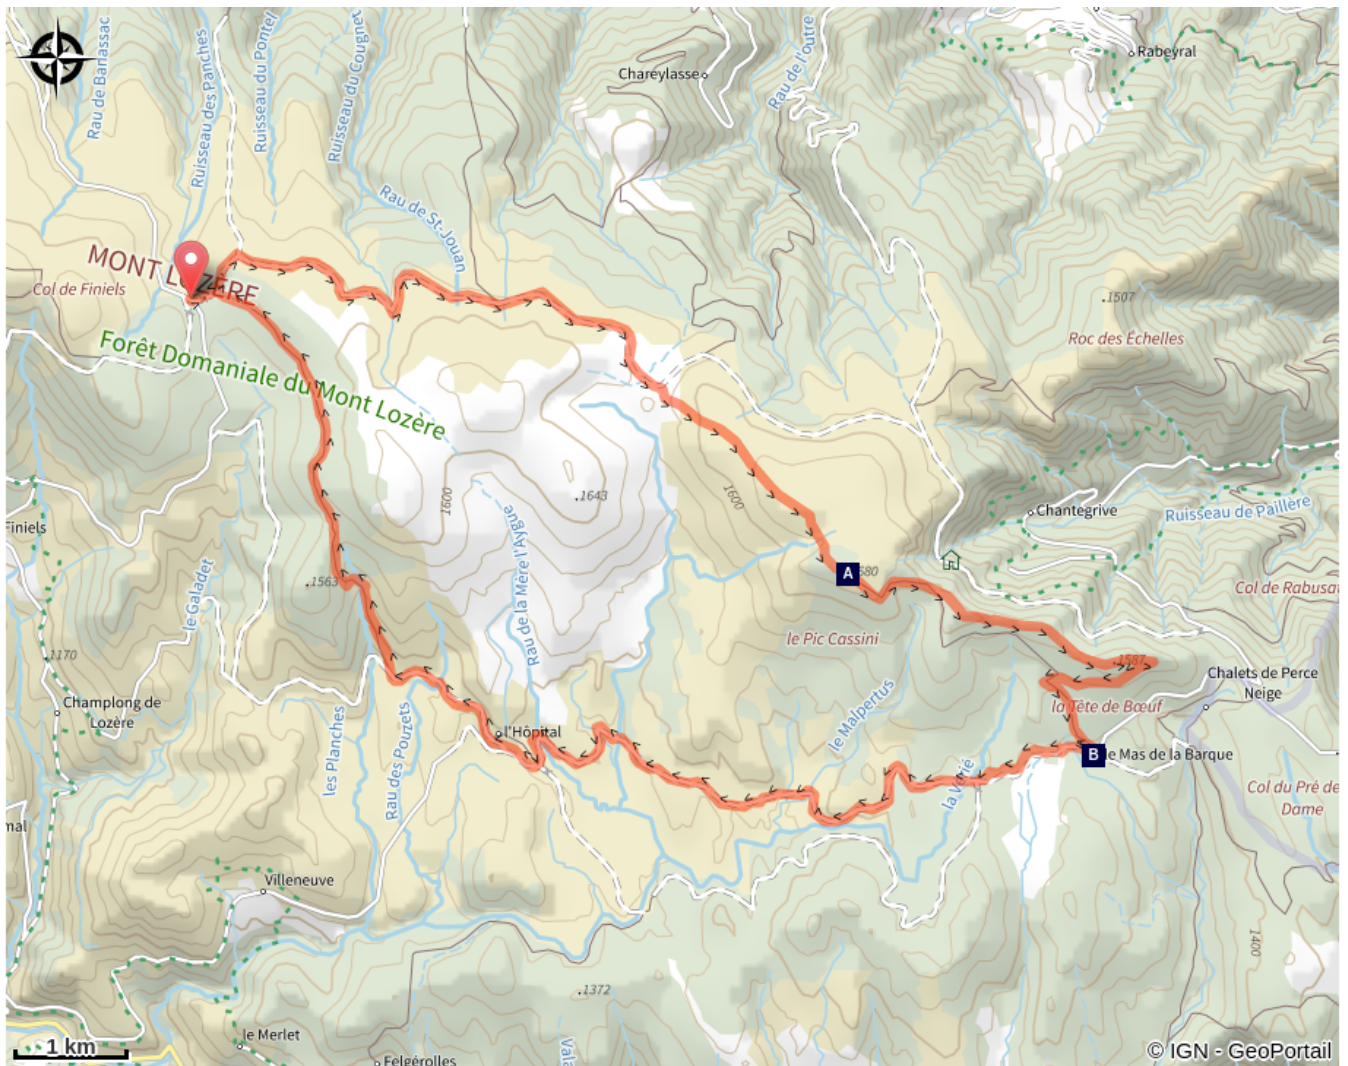 Rau de Banassac
Ruisseau des Panches
Ruisseau du Pontel
Ruisseau du Cougnet
Rau de l'outre
Rabeyral
Chareylasse
Rau de St-Jouan
MONT LOZÈRE
Col de Finiels
1507
Roc des Échelles
Forêt Domaniale du Mont Lozère
1600
1643
1600
Chantegrive
Ruisseau de Paillère
Finiels
Rau de la Mère l'Aygue
A
680
1563
le Galadet
Col de Rabusat
le Pic Cassini
1170
1587
Chalets de Perce
Neige
Champlong de
Lozère
la Tête de Bœuf
le Malpertus
les Planches
Rau des Pouzets
l'Hôpital
B
le Mas de la Barque
la Vérié
Col du Pré de
Dame
mal
Villeneuve
1400
1372
le Merlet
Felgérolles
Vala
1 km
© IGN - GeoPortail